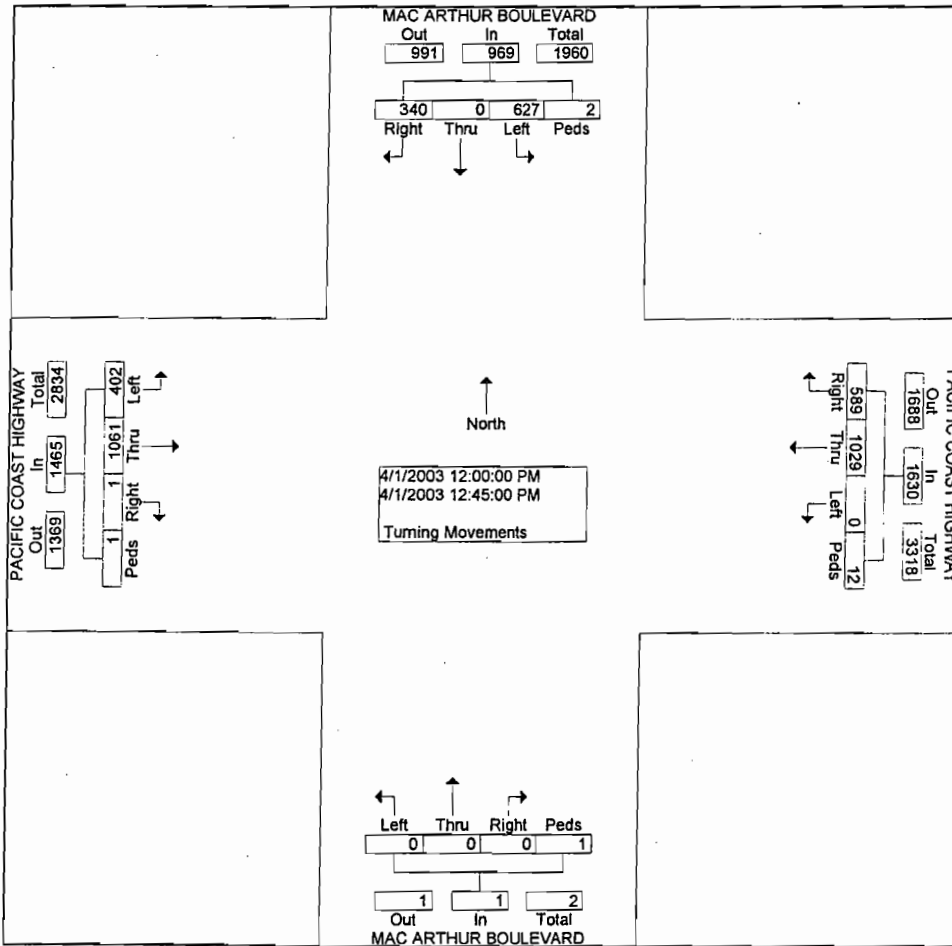 MAC ARTHUR BOULEVARD
Out In Total
991 969 1960
340 0 627 2
Right Thru Left Peds
PACIFIC COAST HIGHWAY
Total In Out
2834 1465 1369
402 1061 1 1
Left Thru Right Peds
North
4/1/2003 12:00:00 PM
4/1/2003 12:45:00 PM
Turning Movements
Right Thru Left Peds
589 1029 0 12
Out In Total
1688 1630 3318
PACIFIC COAST HIGHWAY
Left Thru Right Peds
0 0 0 1
1 1 2
Out In Total
MAC ARTHUR BOULEVARD